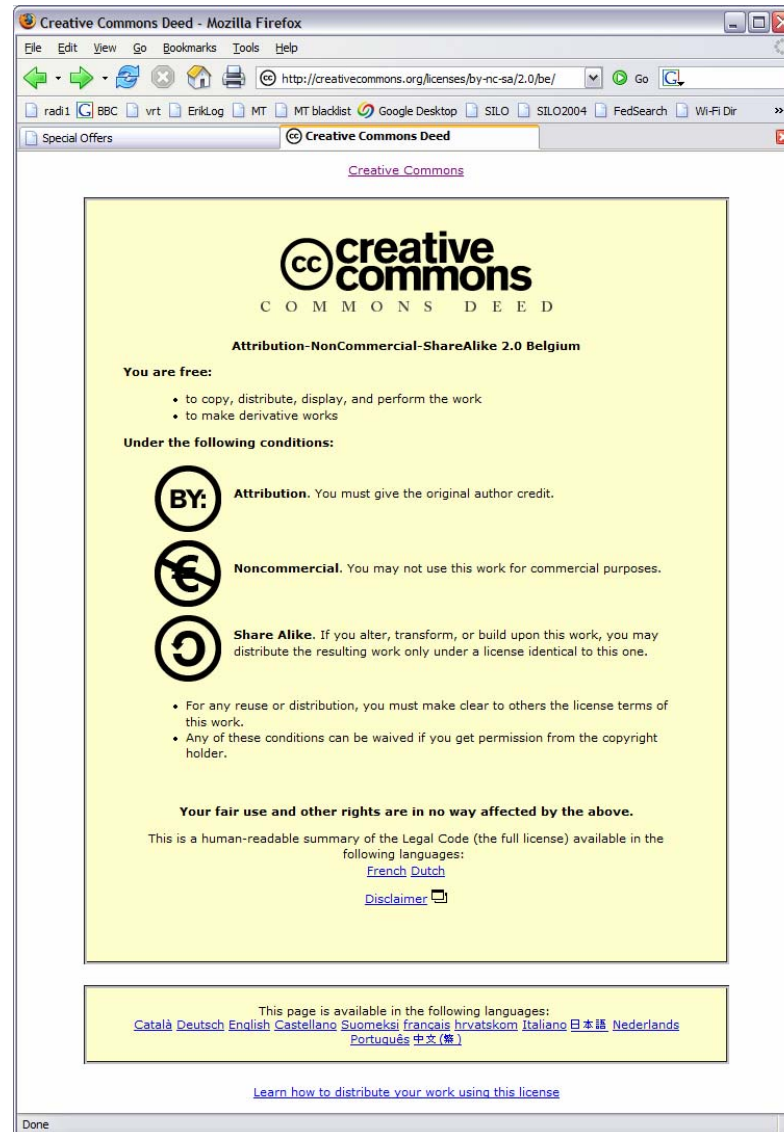 Creative Commons Deed - Mozilla Firefox
File Edit View Go Bookmarks Tools Help
http://creativecommons.org/licenses/by-nc-sa/2.0/be/ Go G
radi1 G BBC vrt ErikLog MT MT blacklist Google Desktop SILO SILO2004 FedSearch Wi-Fi Dir »
Special Offers
cc Creative Commons Deed
Creative Commons
cc creative
commons
COMMONS DEED
Attribution-NonCommercial-ShareAlike 2.0 Belgium
You are free:
• to copy, distribute, display, and perform the work
• to make derivative works
Under the following conditions:
BY: Attribution. You must give the original author credit.
€ Noncommercial. You may not use this work for commercial purposes.
Share Alike. If you alter, transform, or build upon this work, you may
distribute the resulting work only under a license identical to this one.
• For any reuse or distribution, you must make clear to others the license terms of
this work.
• Any of these conditions can be waived if you get permission from the copyright
holder.
Your fair use and other rights are in no way affected by the above.
This is a human-readable summary of the Legal Code (the full license) available in the
following languages:
French Dutch
Disclaimer
This page is available in the following languages:
Català Deutsch English Castellano Suomeksi français hrvatskom Italiano 日本語 Nederlands
Português 中文(繁)
Learn how to distribute your work using this license
Done